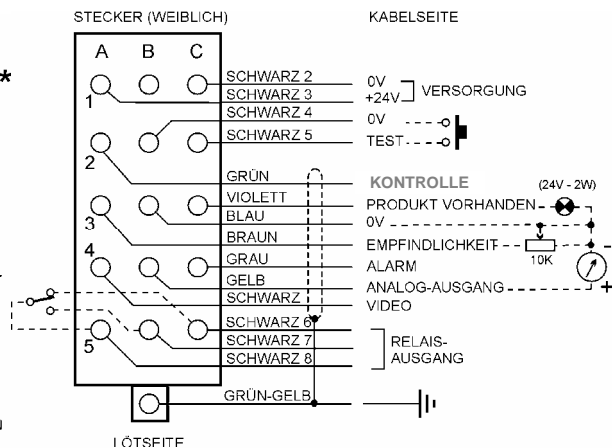 STECKER (WEIBLICH)
KABELSEITE
A B C
*
1
SCHWARZ 2
0V
SCHWARZ 3
+24V
VERSORGUNG
SCHWARZ 4
0V
SCHWARZ 5
TEST
2
GRÜN
KONTROLLE
(24V - 2W)
VIOLETT
PRODUKT VORHANDEN
3
BLAU
0V
BRAUN
EMPFINDLICHKEIT
10K
-
4
GRAU
ALARM
GELB
ANALOG-AUSGANG
+
SCHWARZ
VIDEO
5
SCHWARZ 6
SCHWARZ 7
RELAIS-
AUSGANG
SCHWARZ 8
GRÜN-GELB
LÖTSEITE